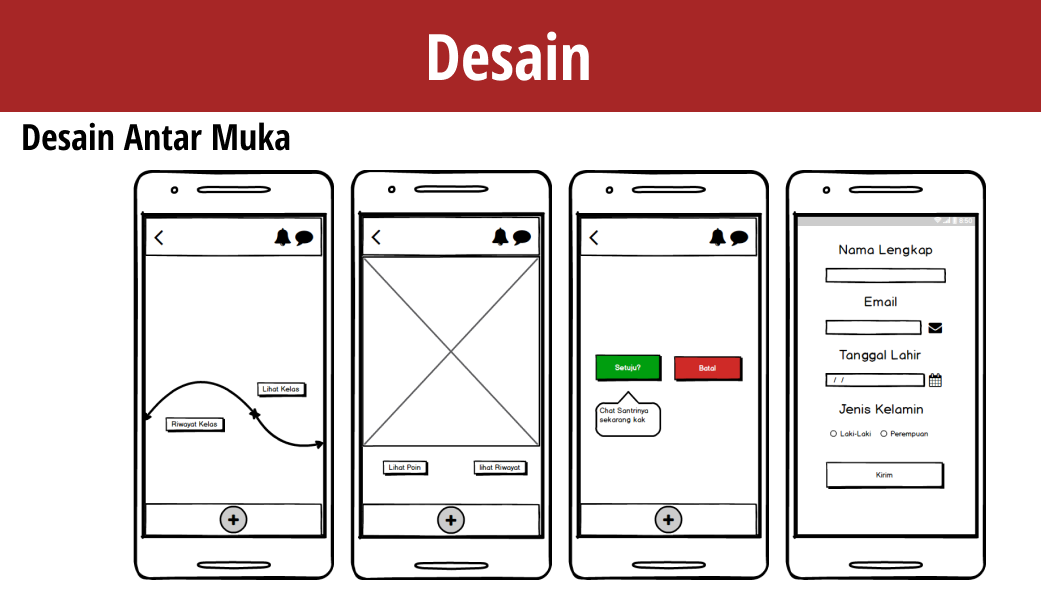 Desain
Desain Antar Muka
Lihat Kelas
Riwayat Kelas
Lihat Poin
lihat Riwayat
Setuju?
Batal
Chat Santrinya
sekarang kak
Nama Lengkap
Email
Tanggal Lahir
/ /
Jenis Kelamin
Laki-Laki
Perempuan
Kirim